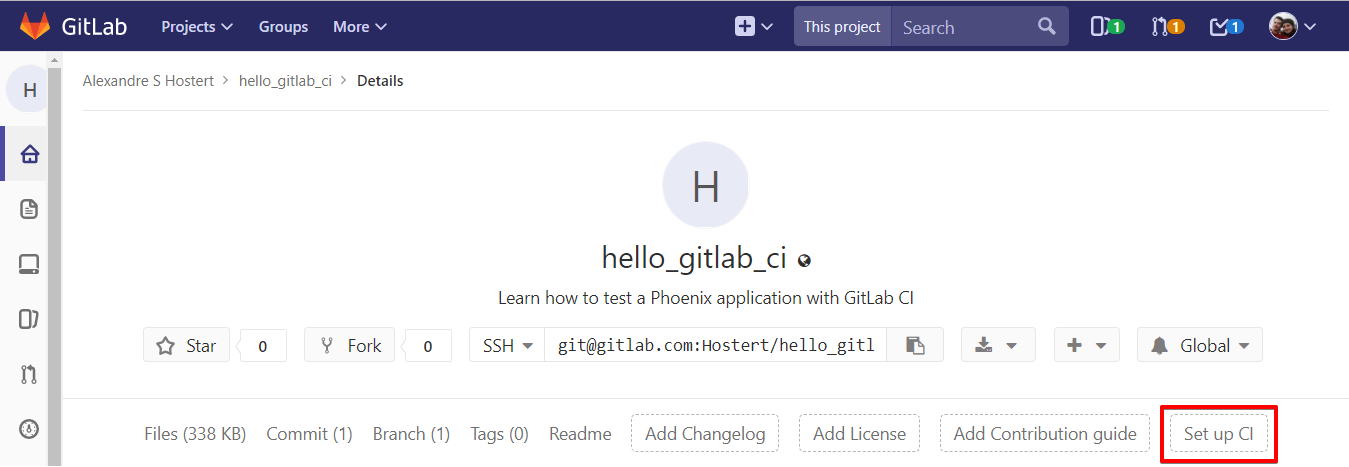 GitLab Projects Groups More This project Search 1 1 1
Alexandre S Hostert > hello_gitlab_ci > Details
H
H
hello_gitlab_ci
Learn how to test a Phoenix application with GitLab CI
Star 0 Fork 0 SSH git@gitlab.com:Hostert/hello_gitl Global
Files (338 KB) Commit (1) Branch (1) Tags (0) Readme Add Changelog Add License Add Contribution guide Set up CI